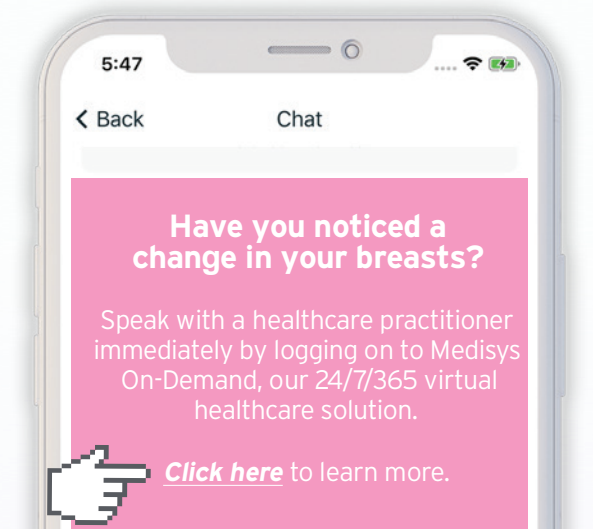 5:47
< Back Chat
Have you noticed a
change in your breasts?
Speak with a healthcare practitioner
immediately by logging on to Medisys
On-Demand, our 24/7/365 virtual
healthcare solution.
Click here to learn more.